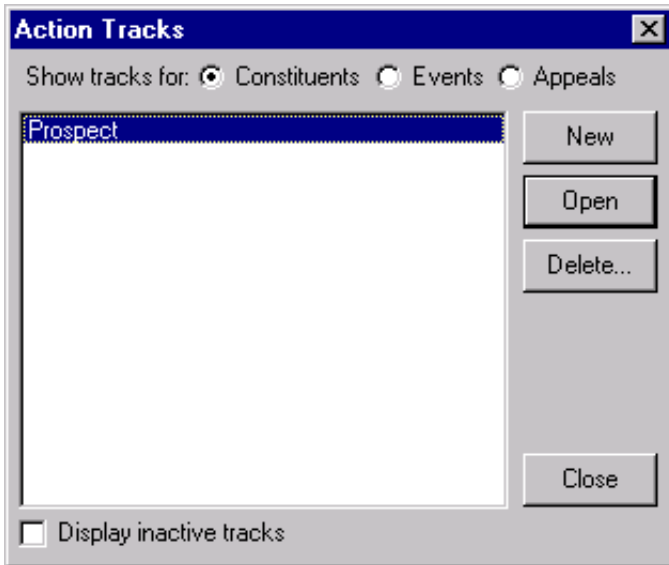 Action Tracks
Show tracks for: Constituents Events Appeals
Prospect
New
Open
Delete...
Close
Display inactive tracks